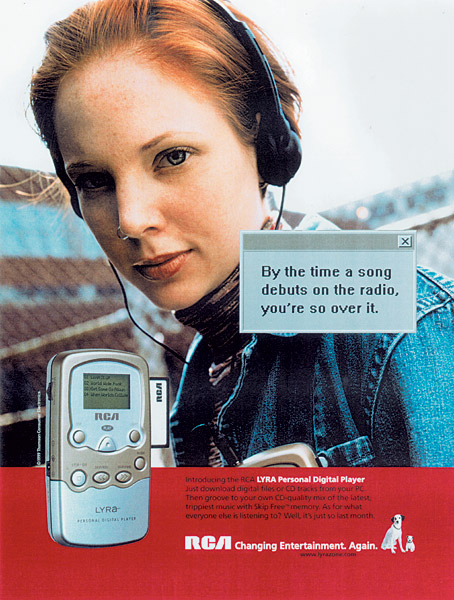 By the time a song
debuts on the radio,
you're so over it.
RCA
RCA
LYRA
PERSONAL DIGITAL PLAYER
Introducing the RCA LYRA Personal Digital Player
Just download digital files or CD tracks from your PC.
Then groove to your own CD-quality mix of the latest,
trippiest music with Skip Free™ memory. As for what
everyone else is listening to? Well, it's just so last month.
RCA Changing Entertainment. Again.
www.lyrazone.com